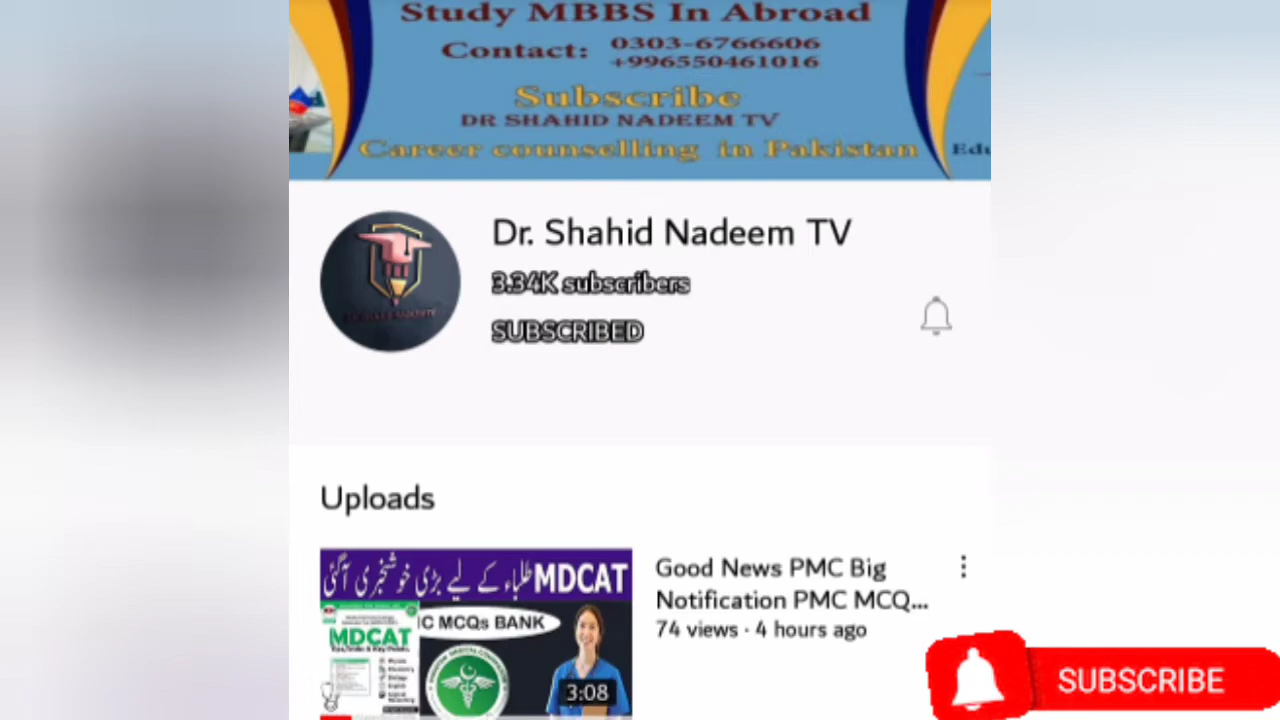 Study MBBS In Abroad
Contact: 0303-6766606
+996550461016
Subscribe
DR SHAHID NADEEM TV
Career counselling in Pakistan
Edu
Dr. Shahid Nadeem TV
3.34K subscribers
SUBSCRIBED
Uploads
MDCAT طلباء کے لیے بڑی خوشخبری آگئی
C MCQs BANK
MDCAT
3:08
Good News PMC Big
Notification PMC MCQ...
74 views · 4 hours ago
SUBSCRIBE